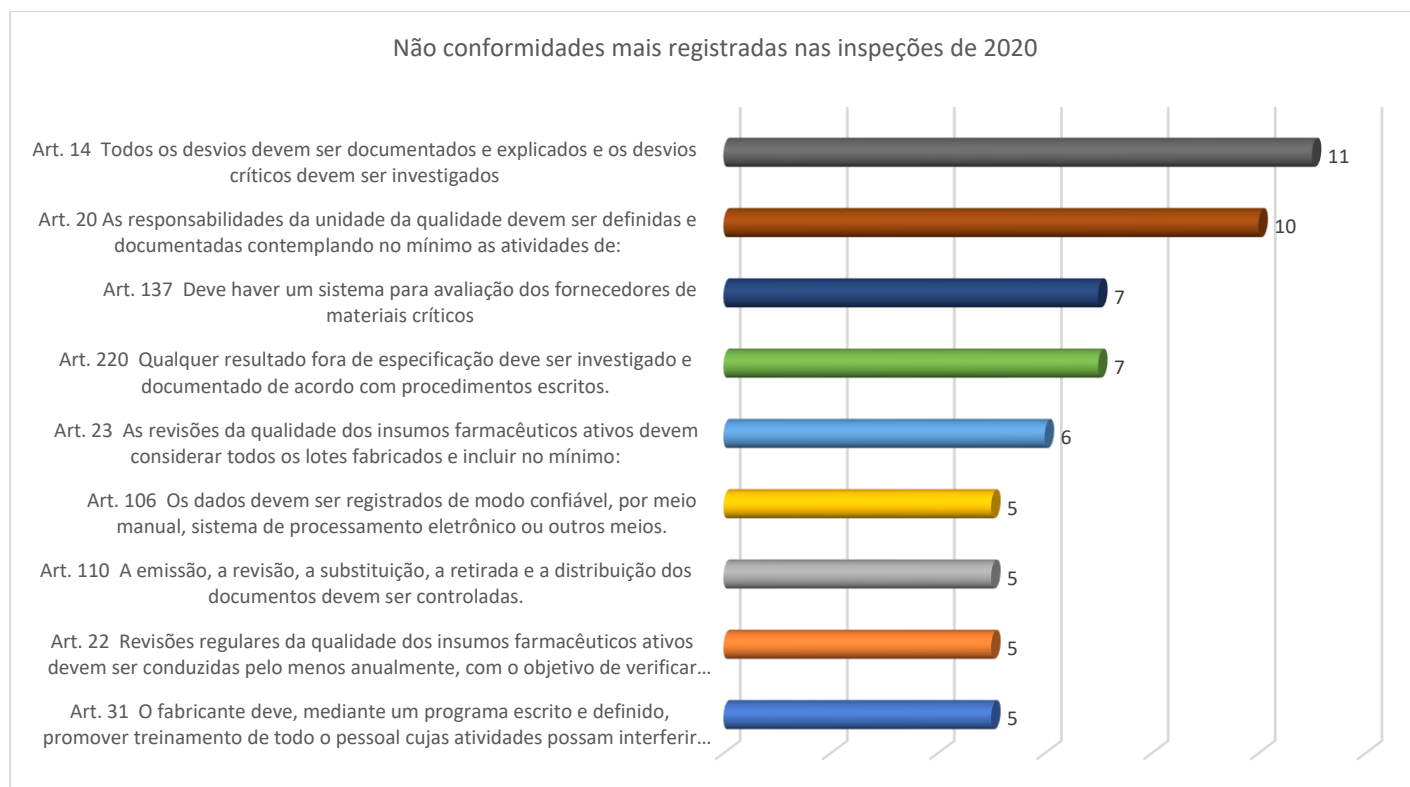 Não conformidades mais registradas nas inspeções de 2020
Art. 14  Todos os desvios devem ser documentados e explicados e os desvios
críticos devem ser investigados
11
Art. 20 As responsabilidades da unidade da qualidade devem ser definidas e
documentadas contemplando no mínimo as atividades de:
10
Art. 137  Deve haver um sistema para avaliação dos fornecedores de
materiais críticos
7
Art. 220  Qualquer resultado fora de especificação deve ser investigado e
documentado de acordo com procedimentos escritos.
7
Art. 23  As revisões da qualidade dos insumos farmacêuticos ativos devem
considerar todos os lotes fabricados e incluir no mínimo:
6
Art. 106  Os dados devem ser registrados de modo confiável, por meio
manual, sistema de processamento eletrônico ou outros meios.
5
Art. 110  A emissão, a revisão, a substituição, a retirada e a distribuição dos
documentos devem ser controladas.
5
Art. 22  Revisões regulares da qualidade dos insumos farmacêuticos ativos
devem ser conduzidas pelo menos anualmente, com o objetivo de verificar...
5
Art. 31  O fabricante deve, mediante um programa escrito e definido,
promover treinamento de todo o pessoal cujas atividades possam interferir...
5